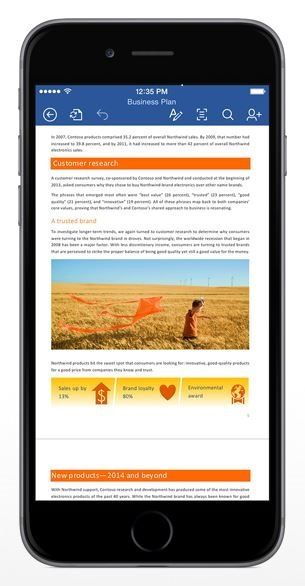 12:35 PM
Business Plan
In 2007, Contoso products comprised 35.2 percent of overall Northwind sales. By 2009, that number had
increased to 39.8 percent, and by 2011, it had increased to more than 42 percent of overall Northwind
electronics sales.
Customer research
A customer research survey, co-sponsored by Contoso and Northwind and conducted at the beginning of
2013, asked consumers why they chose to buy Northwind-brand electronics over other name brands.
The phrases that emerged most often were "best value" (26 percent), "trusted" (23 percent), "good
quality" (21 percent), and "innovative" (19 percent). All of these phrases map back to both companies'
core values, proving that Northwind's and Contoso's shared approach to business is resonating.
A trusted brand
To investigate longer-term trends, we again turned to customer research to determine why consumers
were turning to the Northwind brand in droves. Not surprisingly, the worldwide recession that began in
2008 has been a major factor. With less discretionary income, consumers are turning to trusted brands
that are perceived to strike the proper balance of being good quality yet still a good value for the money.
Northwind products hit the sweet spot that consumers are looking for: innovative, good-quality products
for a good price from companies they know and trust.
Sales up by
13%
Brand loyalty
80%
Environmental
award
New products—2014 and beyond
With Northwind support, Contoso research and development has produced some of the most innovative
electronics products of the past 40 years. While the Northwind brand has always been known for good